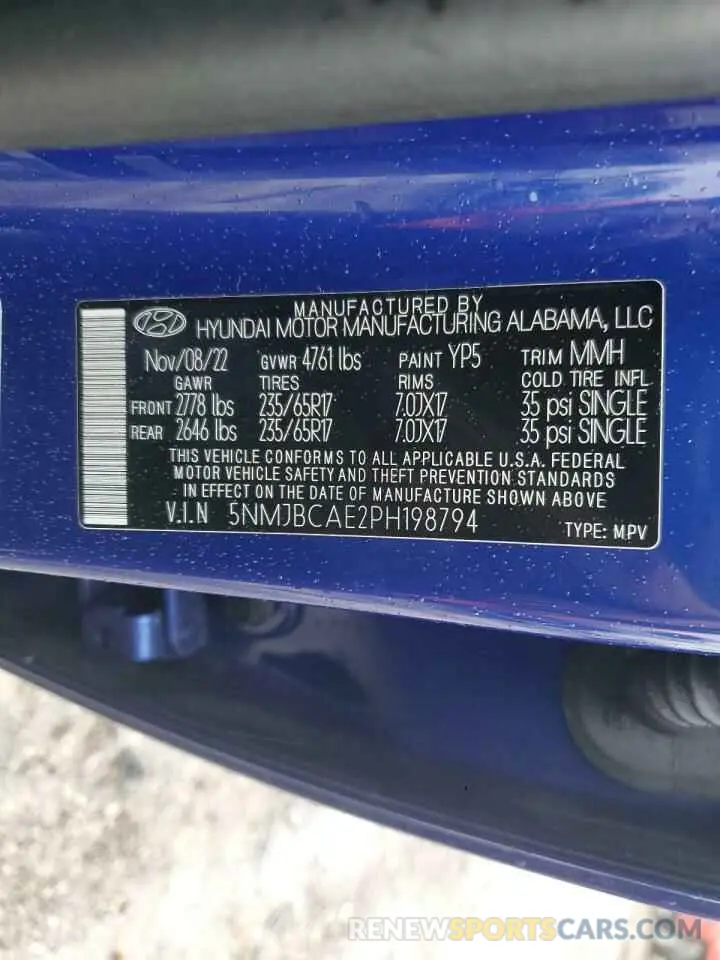 MANUFACTURED BY
HYUNDAI MOTOR MANUFACTURING ALABAMA, LLC
Nov/08/22 GVWR 4761 lbs PAINT YP5 TRIM MMH
GAWR TIRES RIMS COLD TIRE INFL
FRONT 2778 lbs 235/65R17 7.0JX17 35 psi SINGLE
REAR 2646 lbs 235/65R17 7.0JX17 35 psi SINGLE
THIS VEHICLE CONFORMS TO ALL APPLICABLE U.S.A. FEDERAL
MOTOR VEHICLE SAFETY AND THEFT PREVENTION STANDARDS
IN EFFECT ON THE DATE OF MANUFACTURE SHOWN ABOVE
V.I.N 5NMJBCAE2PH198794 TYPE: MPV
RENEWSPORTSCARS.COM